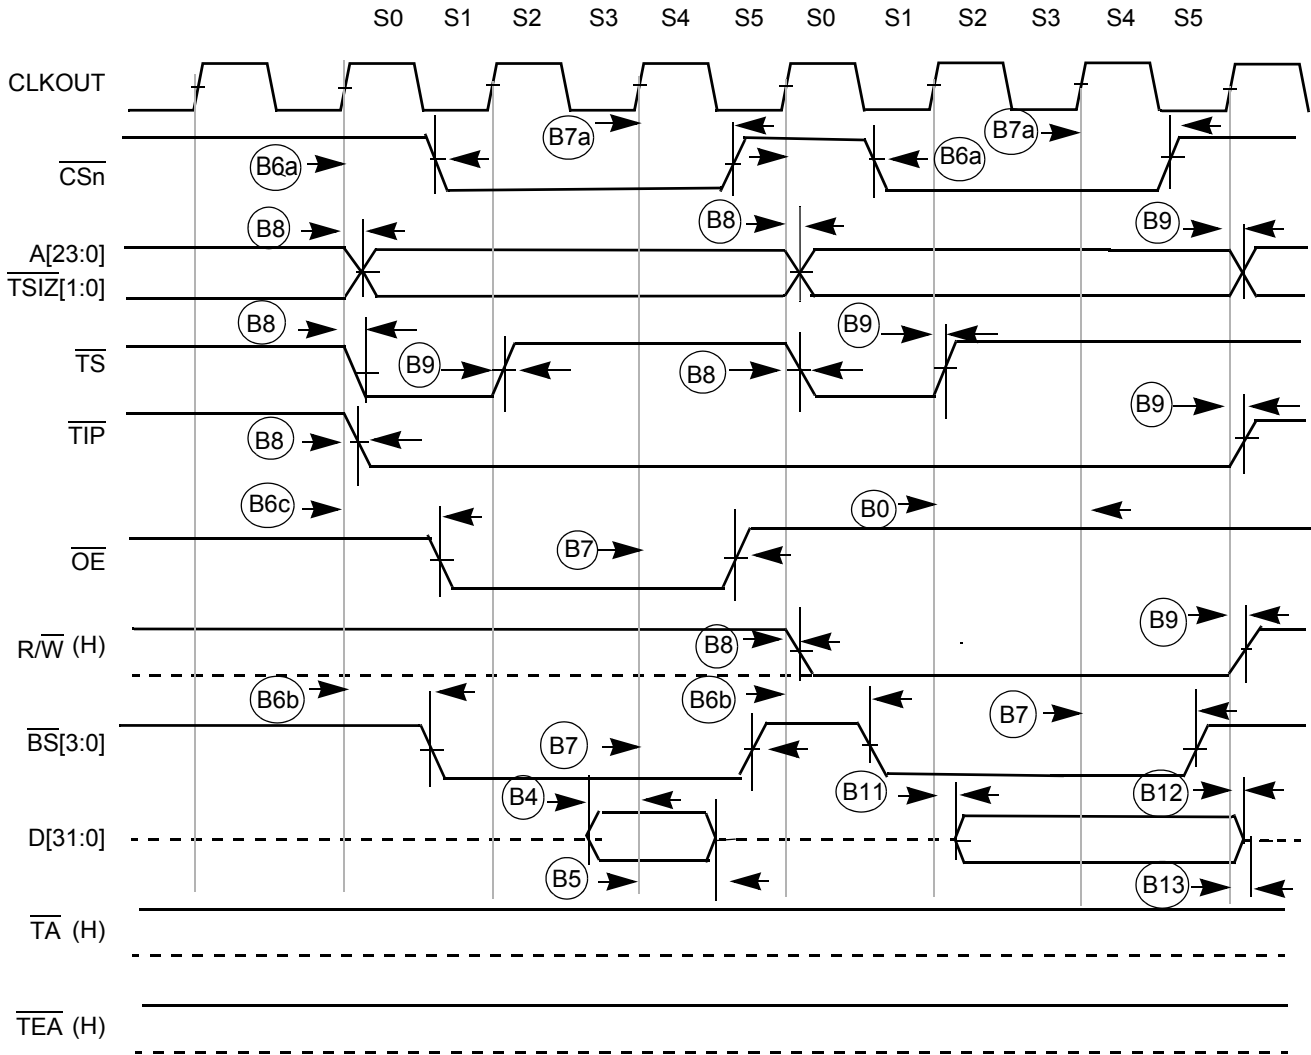 S0 S1 S2 S3 S4 S5 S0 S1 S2 S3 S4 S5
CLKOUT
B7a B7a
B6a B6a
CSn
B8 B8 B9
A[23:0]
TSIZ[1:0]
B8 B9
TS B9 B8
B9
TIP B8
B6c B0
OE B7
B9
R/W (H) B8
B6b B6b B7
BS[3:0] B7
B4 B11 B12
D[31:0]
B5 B13
TA (H)
TEA (H)